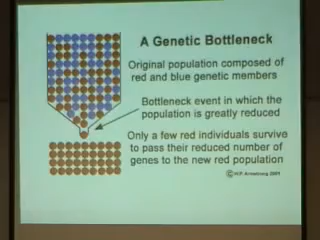 A Genetic Bottleneck
Original population composed of
red and blue genetic members
Bottleneck event in which the
population is greatly reduced
Only a few red individuals survive
to pass their reduced number of
genes to the new red population
© W.P. Armstrong 2001